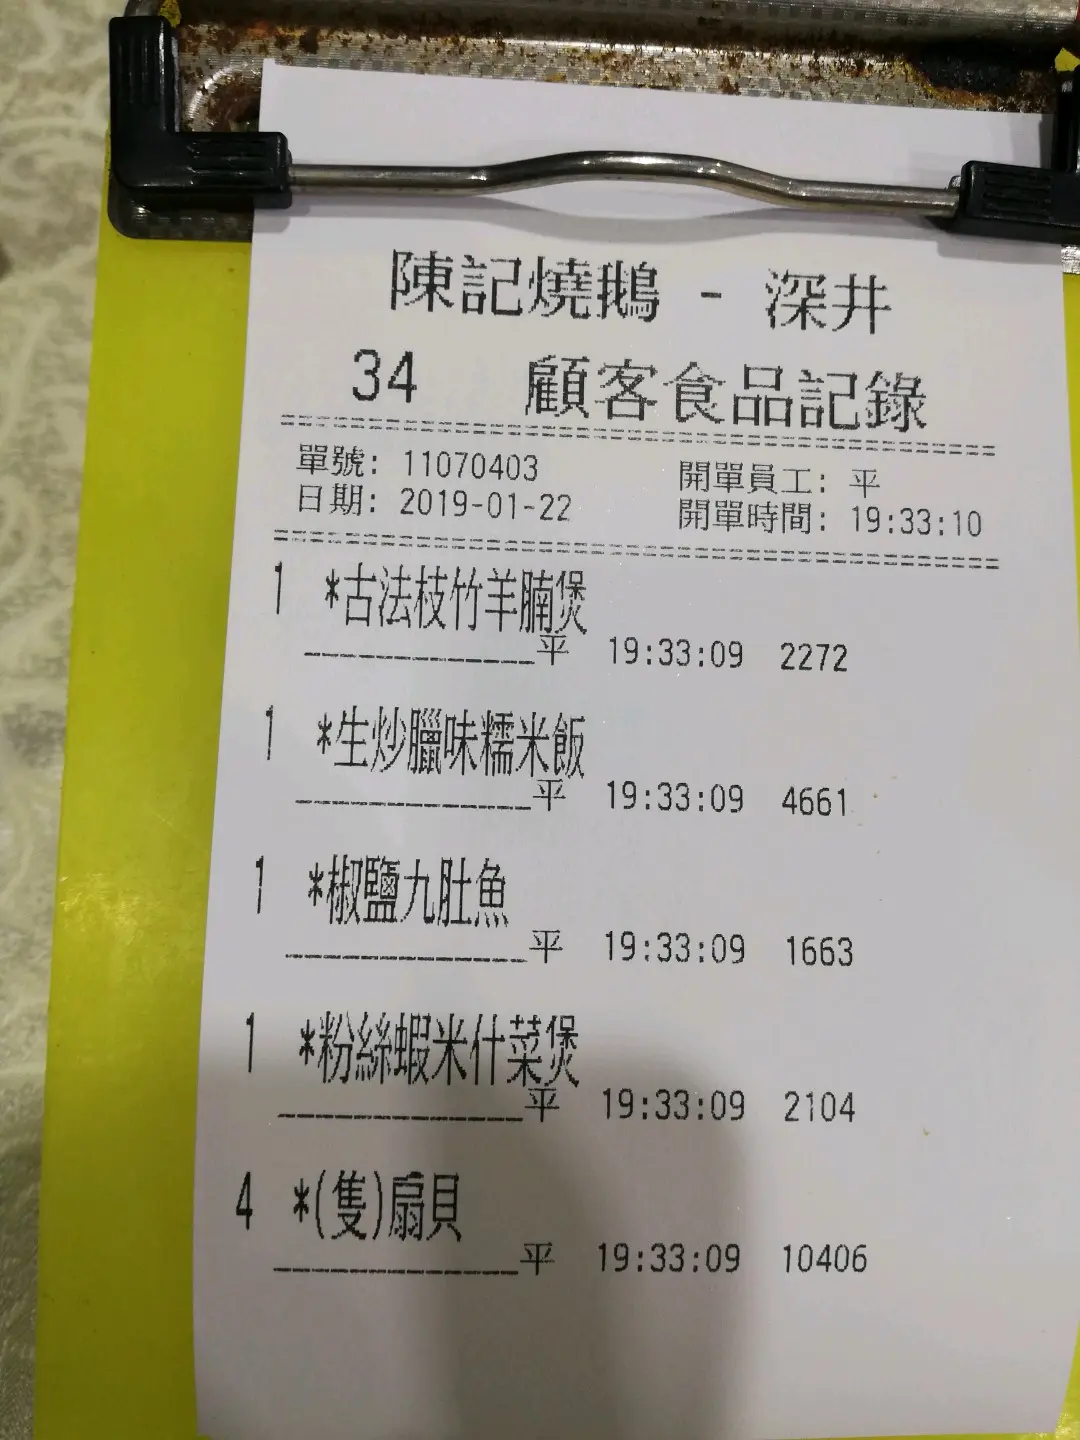 陳記燒鵝 - 深井
34 顧客食品記錄
單號: 11070403 開單員工: 平
日期: 2019-01-22 開單時間: 19:33:10
1 *古法枝竹羊腩煲
平 19:33:09 2272
1 *生炒臘味糯米飯
平 19:33:09 4661
1 *椒鹽九肚魚
平 19:33:09 1663
1 *粉絲蝦米什菜煲
平 19:33:09 2104
4 *(隻)扇貝
平 19:33:09 10406